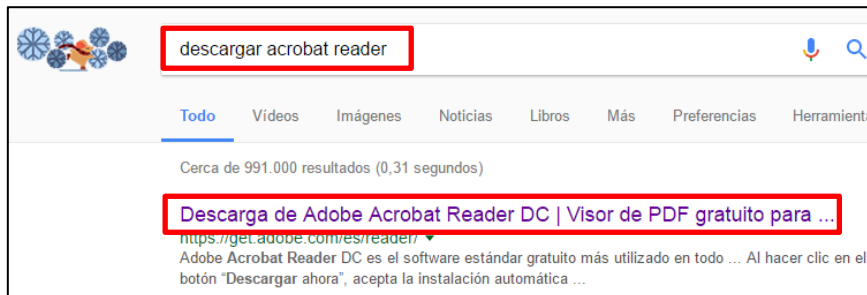 descargar acrobat reader
Todo Vídeos Imágenes Noticias Libros Más Preferencias Herramient
Cerca de 991.000 resultados (0,31 segundos)
Descarga de Adobe Acrobat Reader DC | Visor de PDF gratuito para ...
https://get.adobe.com/es/reader/
Adobe Acrobat Reader DC es el software estándar gratuito más utilizado en todo ... Al hacer clic en el
botón “Descargar ahora”, acepta la instalación automática ...